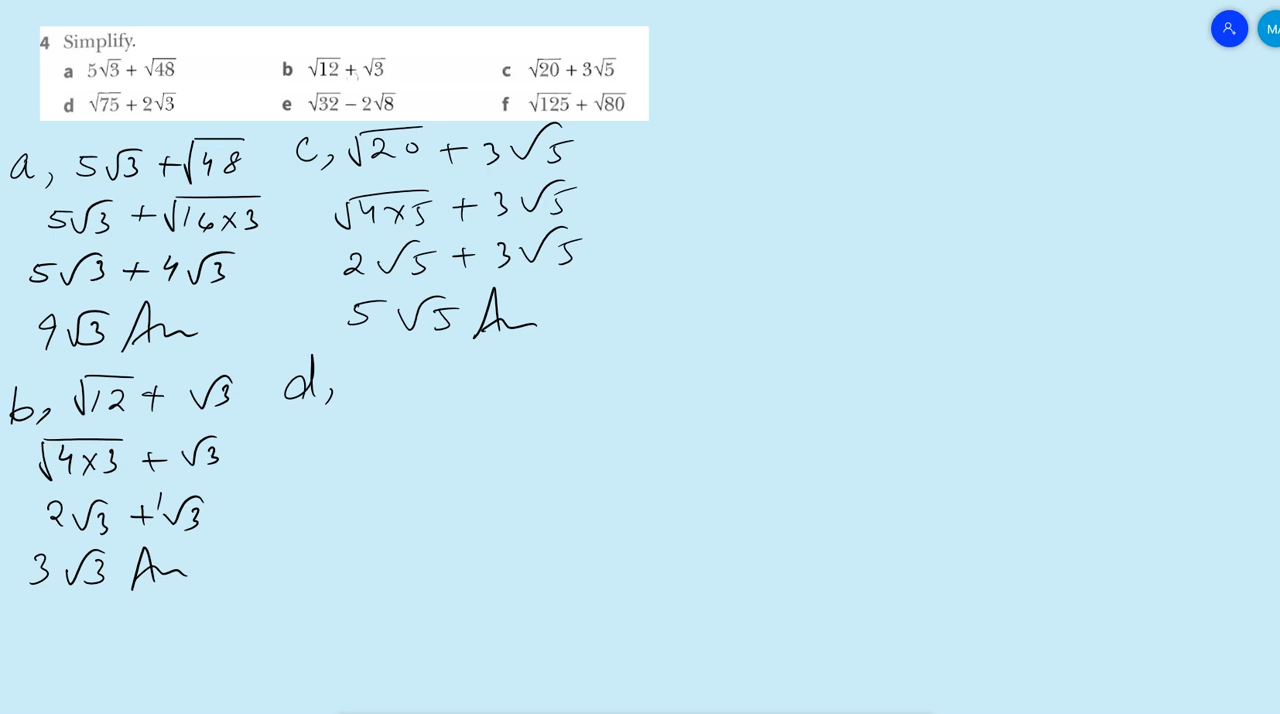 4 Simplify.
a 5√3 + √48 b √12 + √3 c √20 + 3√5
d √75 + 2√3 e √32 − 2√8 f √125 + √80
a, 5√3 + √48
5√3 + √16×3
5√3 + 4√3
9√3 An
b, √12 + √3
√4×3 + √3
2√3 + 1√3
3√3 An
c, √20 + 3√5
√4×5 + 3√5
2√5 + 3√5
5√5 An
d,
MA